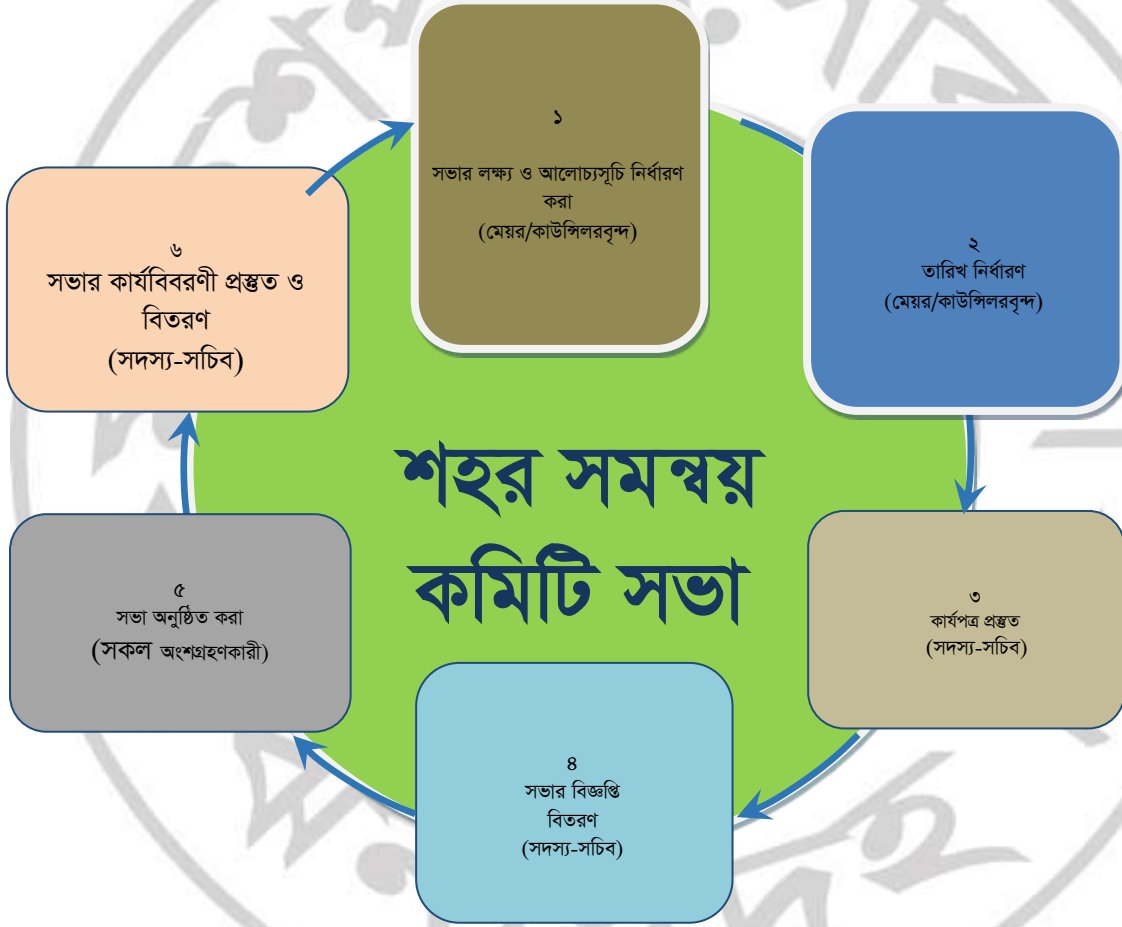 ১
সভার লক্ষ্য ও আলোচ্যসূচি নির্ধারণ
করা
(মেয়র/কাউন্সিলরবৃন্দ)
২
তারিখ নির্ধারণ
(মেয়র/কাউন্সিলরবৃন্দ)
৩
কার্যপত্র প্রস্তুত
(সদস্য-সচিব)
৪
সভার বিজ্ঞপ্তি
বিতরণ
(সদস্য-সচিব)
৫
সভা অনুষ্ঠিত করা
(সকল অংশগ্রহণকারী)
৬
সভার কার্যবিবরণী প্রস্তুত ও
বিতরণ
(সদস্য-সচিব)
শহর সমন্বয়
কমিটি সভা